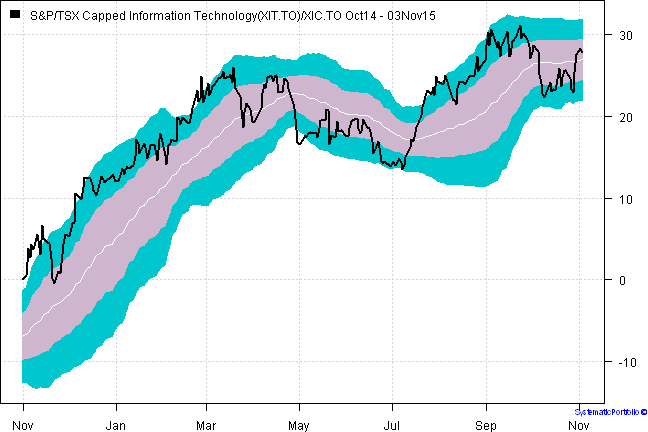 S&P/TSX Capped Information Technology(XIT.TO)/XIC.TO Oct14 - 03Nov15
30
20
10
0
-10
Nov Jan Mar May Jul Sep Nov
SystematicPortfolio ©